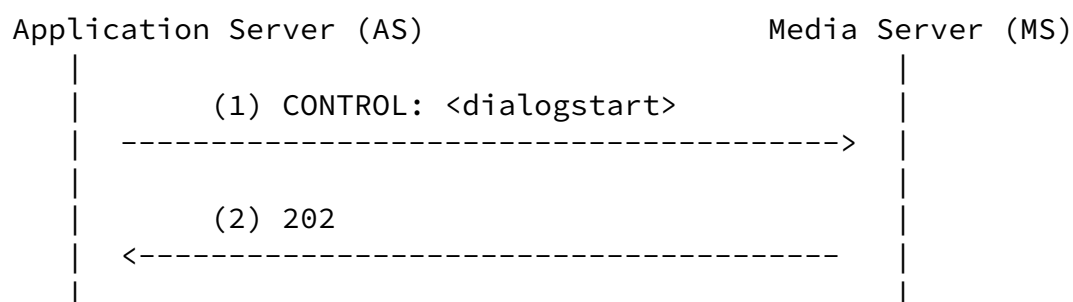 Application Server (AS) Media Server (MS)
(1) CONTROL: <dialogstart>
(2) 202